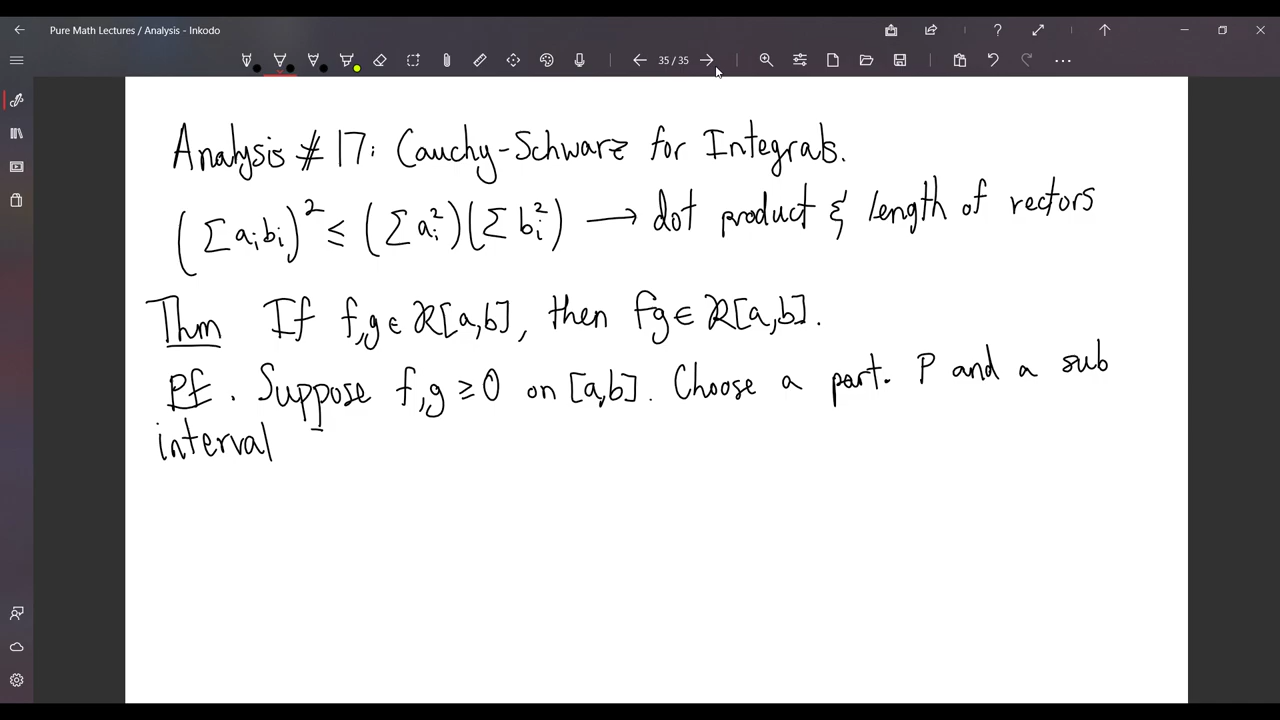 Pure Math Lectures / Analysis - Inkodo
35 / 35
Analysis # 17: Cauchy-Schwarz for Integrals.
(∑ aᵢbᵢ)² ≤ (∑ aᵢ²)(∑ bᵢ²) → dot product & length of vectors
Thm If f,g ∈ ℛ[a,b], then fg ∈ ℛ[a,b].
Pf. Suppose f,g ≥ 0 on [a,b]. Choose a part. P and a sub
interval